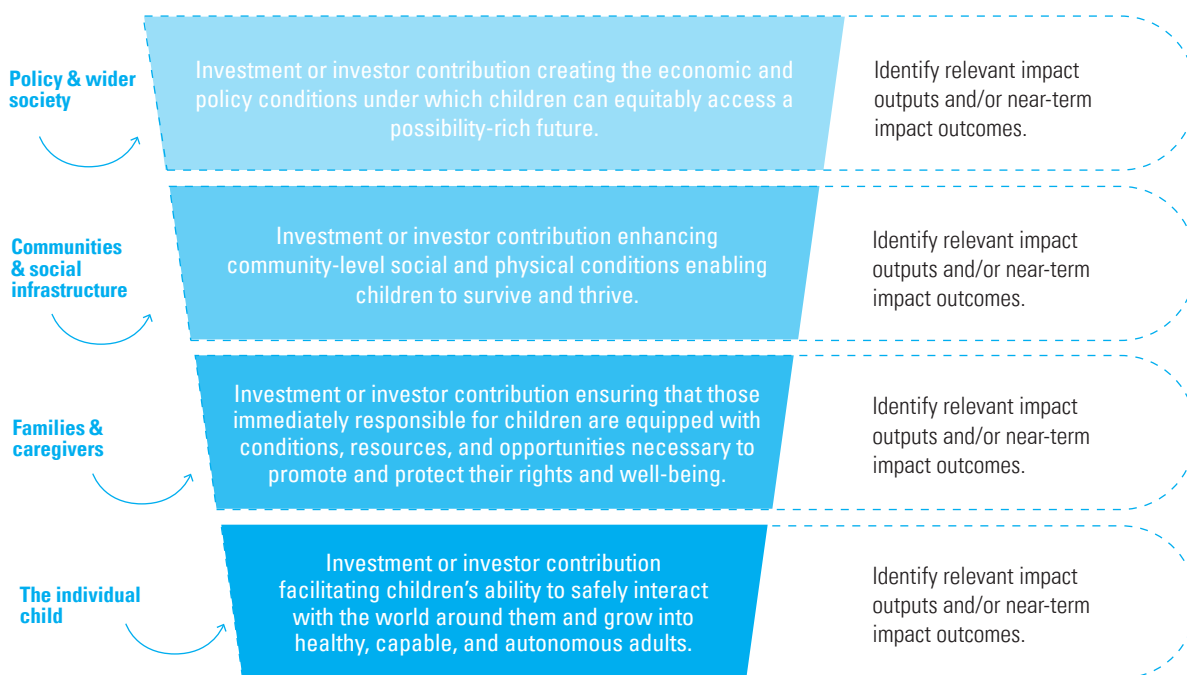 Policy & wider
society
Investment or investor contribution creating the economic and
policy conditions under which children can equitably access a
possibility-rich future.
Identify relevant impact
outputs and/or near-term
impact outcomes.
Communities
& social
infrastructure
Investment or investor contribution enhancing
community-level social and physical conditions enabling
children to survive and thrive.
Identify relevant impact
outputs and/or near-term
impact outcomes.
Families &
caregivers
Investment or investor contribution ensuring that those
immediately responsible for children are equipped with
conditions, resources, and opportunities necessary to
promote and protect their rights and well-being.
Identify relevant impact
outputs and/or near-term
impact outcomes.
The individual
child
Investment or investor contribution
facilitating children’s ability to safely interact
with the world around them and grow into
healthy, capable, and autonomous adults.
Identify relevant impact
outputs and/or near-term
impact outcomes.